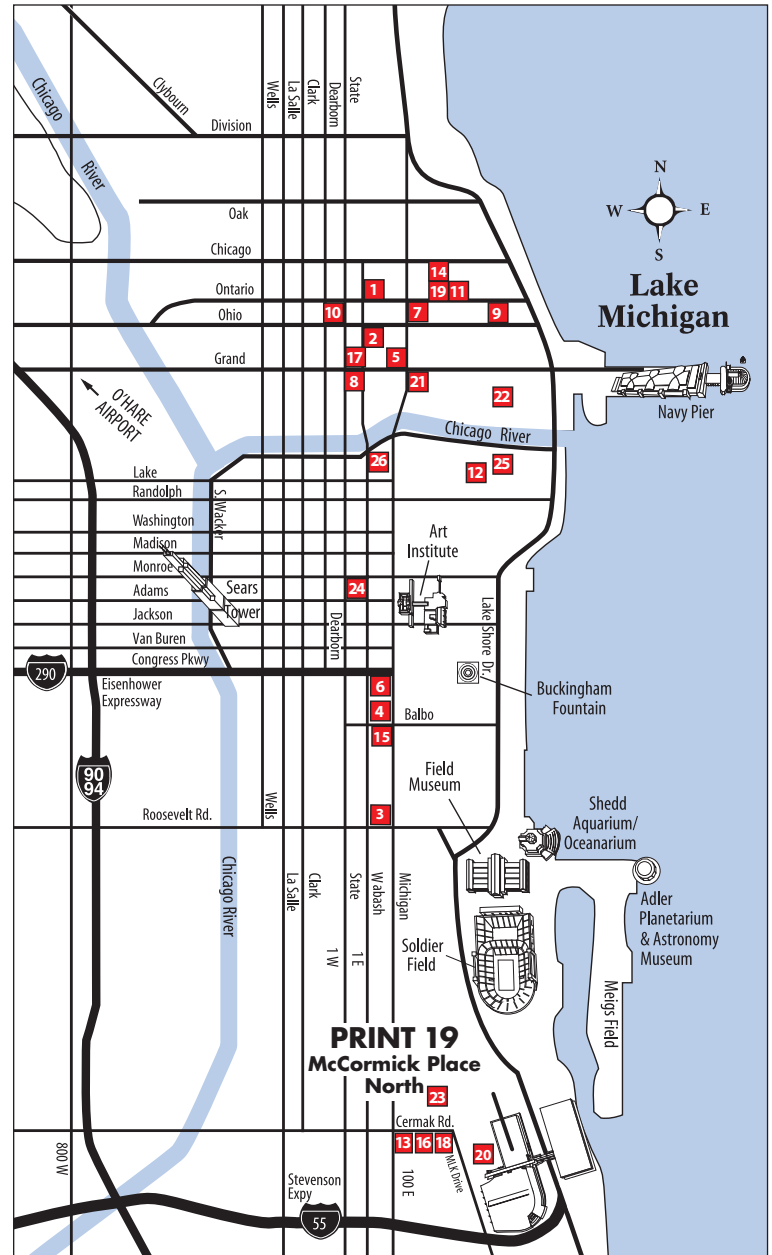 Clybourn
Chicago
River
Division
Wells
La Salle
Clark
Dearborn
State
Oak
Chicago
Ontario
Ohio
Grand
14
1
19
11
10
7
9
2
17
5
8
21
22
N
W
E
S
Lake
Michigan
Navy Pier
O'HARE
AIRPORT
Chicago River
26
12
25
Lake
Randolph
S. Wacker
Washington
Madison
Monroe
Adams
Jackson
Van Buren
Congress Pkwy
Sears
Tower
24
Dearborn
Art
Institute
Lake Shore Dr.
290
Eisenhower
Expressway
6
4
Balbo
15
Buckingham
Fountain
90
94
Field
Museum
Roosevelt Rd.
Wells
3
Shedd
Aquarium/
Oceanarium
Chicago River
La Salle
Clark
State
Wabash
Michigan
1 W
1 E
Soldier
Field
Adler
Planetarium
& Astronomy
Museum
Meigs Field
PRINT 19
McCormick Place
North
23
Cermak Rd.
13
16
18
20
MLK Drive
800 W
100 E
Stevenson
Expy
55